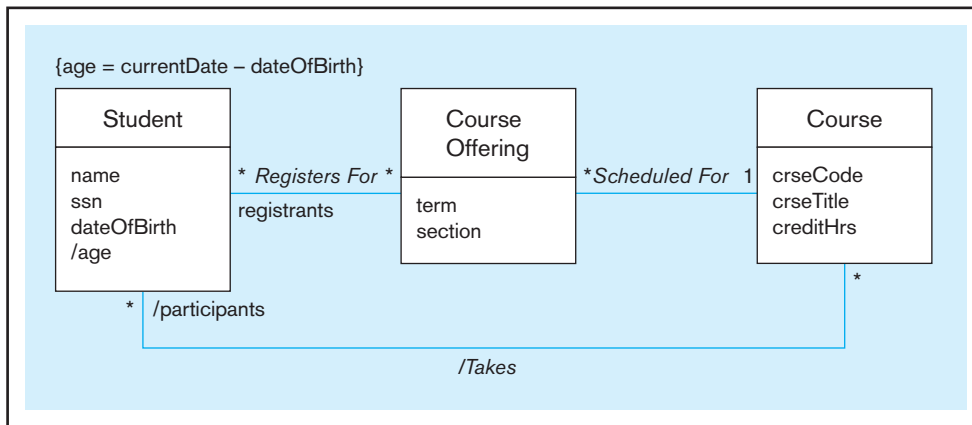 {age = currentDate – dateOfBirth}
Student
name
ssn
dateOfBirth
/age
* Registers For *
registrants
Course
Offering
term
section
*Scheduled For 1
Course
crseCode
crseTitle
creditHrs
* /participants
*
/Takes